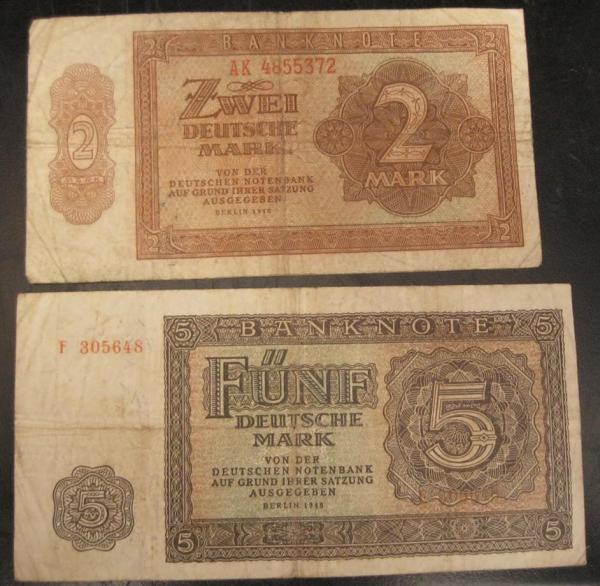 2 BANKNOTE 2
AK 4855372
ZWEI
DEUTSCHE
MARK
VON DER
DEUTSCHEN NOTENBANK
AUF GRUND IHRER SATZUNG
AUSGEGEBEN
BERLIN 1948
2
MARK
2
MARK
2 2
5 BANKNOTE 5
F 305648
FÜNF
DEUTSCHE
MARK
VON DER
DEUTSCHEN NOTENBANK
AUF GRUND IHRER SATZUNG
AUSGEGEBEN
BERLIN 1948
5
5
5 5